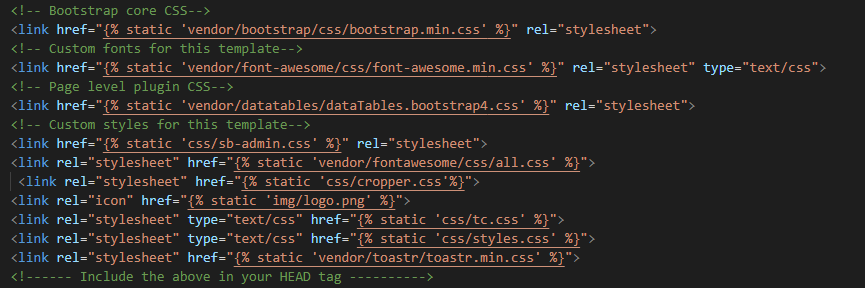 <!-- Bootstrap core CSS-->
<link href="{% static 'vendor/bootstrap/css/bootstrap.min.css' %}" rel="stylesheet">
<!-- Custom fonts for this template-->
<link href="{% static 'vendor/font-awesome/css/font-awesome.min.css' %}" rel="stylesheet" type="text/css">
<!-- Page level plugin CSS-->
<link href="{% static 'vendor/datatables/dataTables.bootstrap4.css' %}" rel="stylesheet">
<!-- Custom styles for this template-->
<link href="{% static 'css/sb-admin.css' %}" rel="stylesheet">
<link rel="stylesheet" href="{% static 'vendor/fontawesome/css/all.css' %}">
<link rel="stylesheet" href="{% static 'css/cropper.css'%}">
<link rel="icon" href="{% static 'img/logo.png' %}">
<link rel="stylesheet" type="text/css" href="{% static 'css/tc.css' %}">
<link rel="stylesheet" type="text/css" href="{% static 'css/styles.css' %}">
<link rel="stylesheet" href="{% static 'vendor/toastr/toastr.min.css' %}">
<!------ Include the above in your HEAD tag ---------->